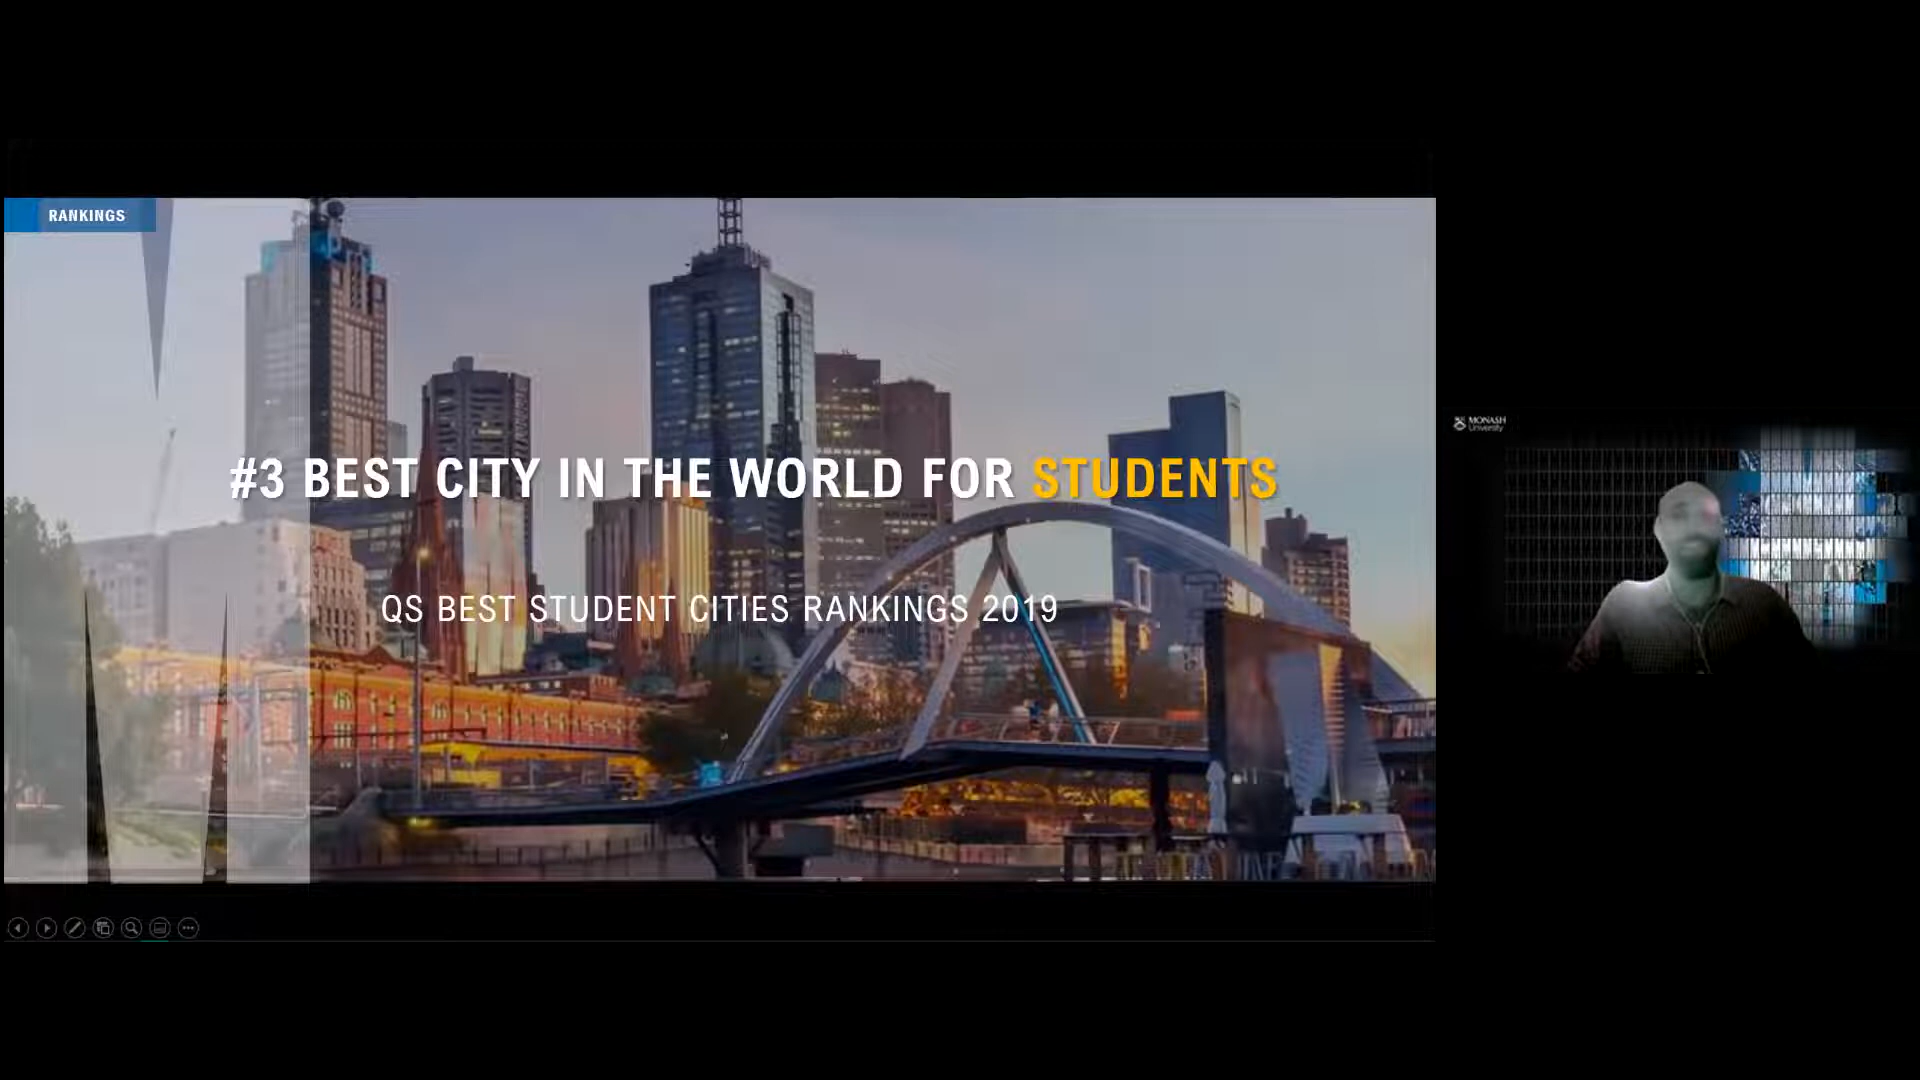 RANKINGS
#3 BEST CITY IN THE WORLD FOR STUDENTS
QS BEST STUDENT CITIES RANKINGS 2019
MONASH
University